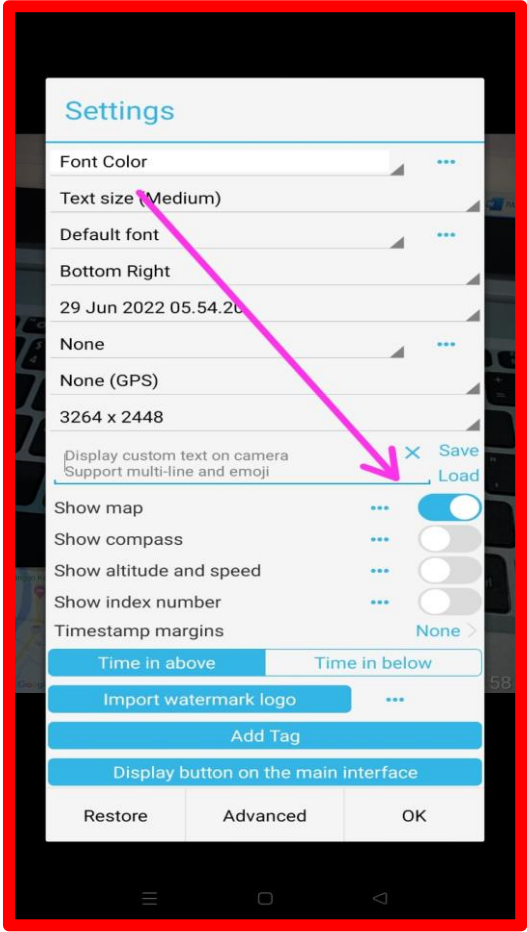 Settings
Font Color
Text size (Medium)
Default font
Bottom Right
29 Jun 2022 05.54.20
None
None (GPS)
3264 x 2448
Display custom text on camera
Support multi-line and emoji
Save
Load
Show map
Show compass
Show altitude and speed
Show index number
Timestamp margins None
Time in above Time in below
58
Import watermark logo
Add Tag
Display button on the main interface
Restore Advanced OK